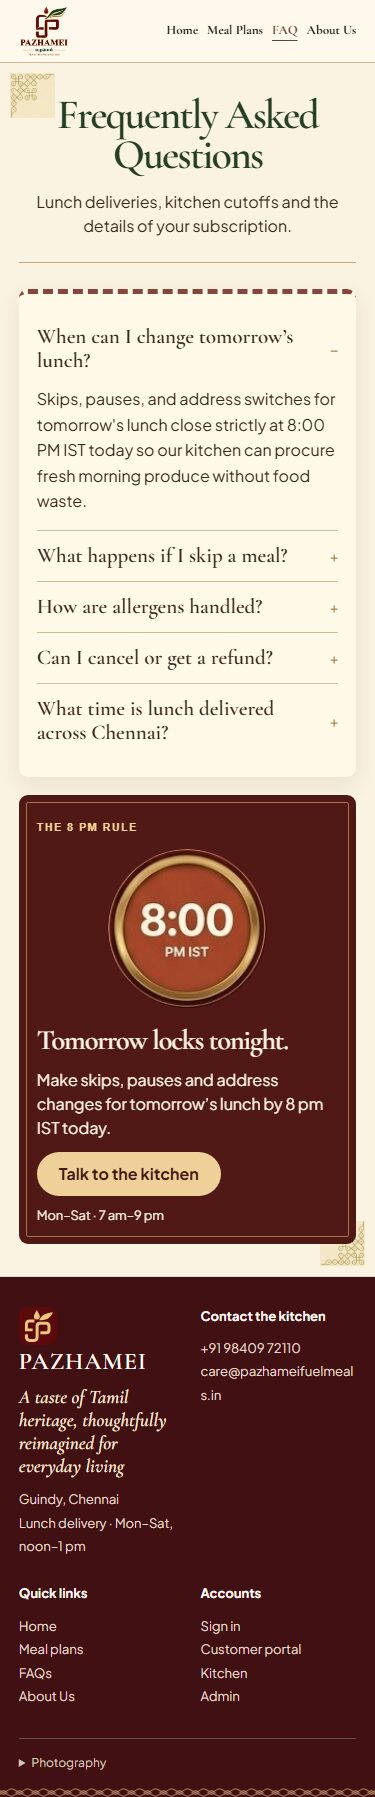 PAZHAMEI
Home Meal Plans FAQ About Us
Frequently Asked
Questions
Lunch deliveries, kitchen cutoffs and the
details of your subscription.
When can I change tomorrow’s
lunch?
−
Skips, pauses, and address switches for
tomorrow's lunch close strictly at 8:00
PM IST today so our kitchen can procure
fresh morning produce without food
waste.
What happens if I skip a meal? +
How are allergens handled? +
Can I cancel or get a refund? +
What time is lunch delivered
across Chennai?
+
THE 8 PM RULE
8:00
PM IST
Tomorrow locks tonight.
Make skips, pauses and address
changes for tomorrow’s lunch by 8 pm
IST today.
Talk to the kitchen
Mon–Sat · 7 am–9 pm
PAZHAMEI
A taste of Tamil
heritage, thoughtfully
reimagined for
everyday living
Guindy, Chennai
Lunch delivery · Mon–Sat,
noon–1 pm
Contact the kitchen
+91 98409 72110
care@pazhameifuelmeal
s.in
Quick links
Home
Meal plans
FAQs
About Us
Accounts
Sign in
Customer portal
Kitchen
Admin
Photography